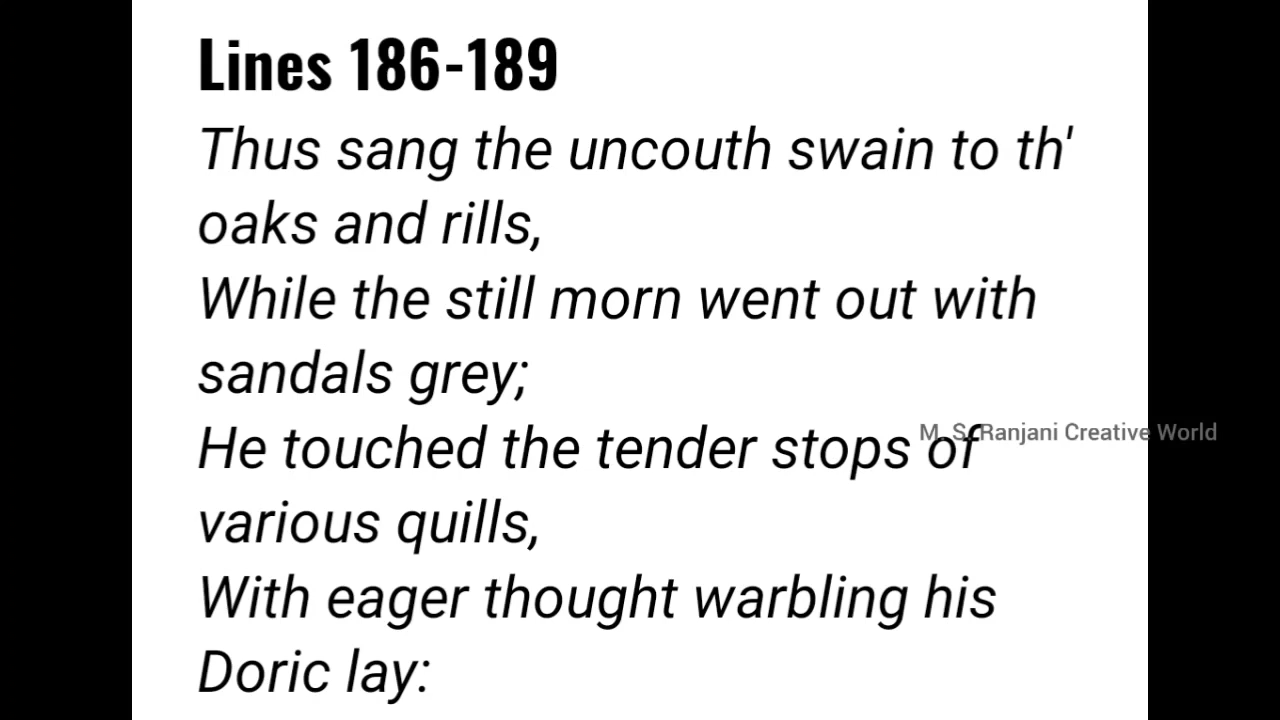 Lines 186-189
Thus sang the uncouth swain to th'
oaks and rills,
While the still morn went out with
sandals grey;
He touched the tender stops of
M. S. Ranjani Creative World
various quills,
With eager thought warbling his
Doric lay: